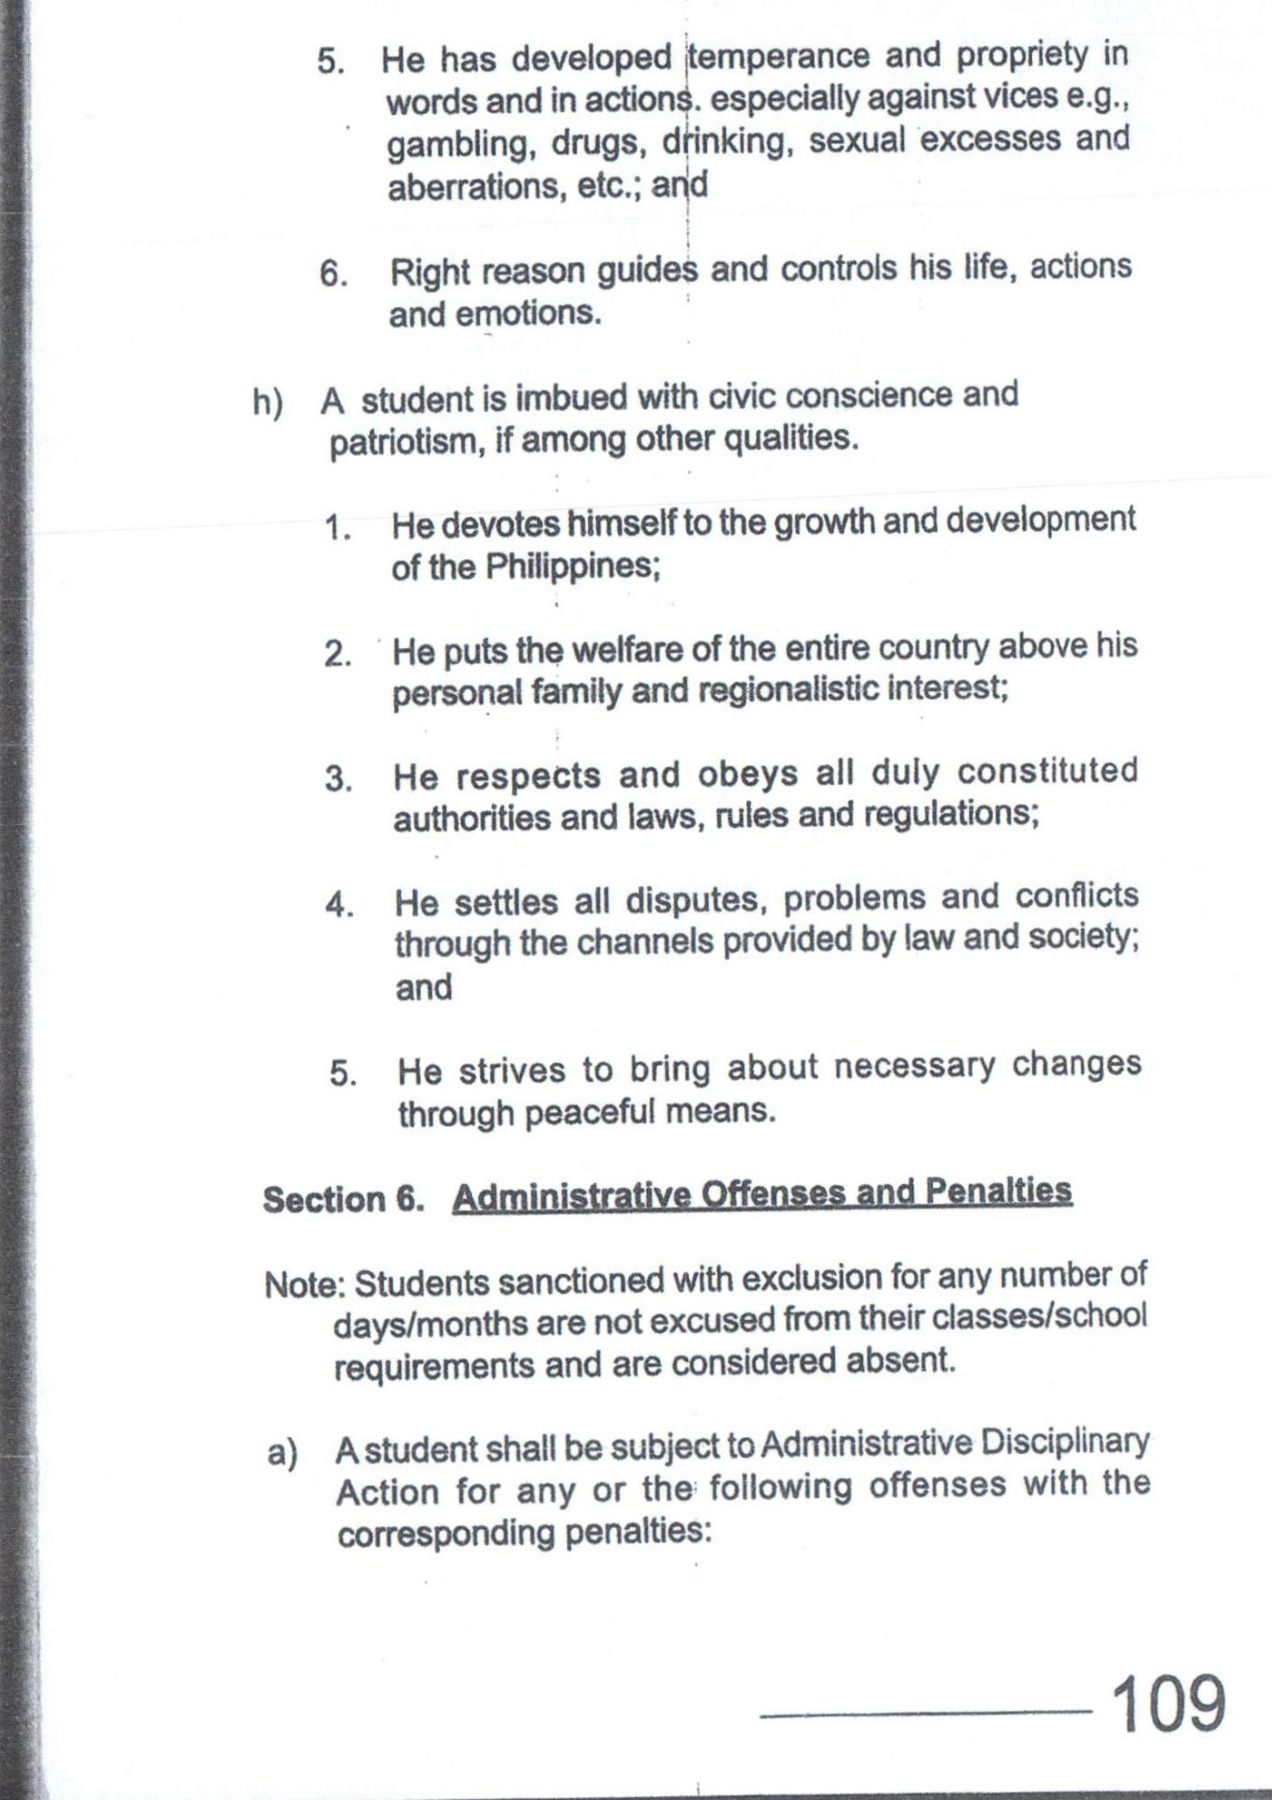 5. He has developed temperance and propriety in
words and in actions. especially against vices e.g.,
gambling, drugs, drinking, sexual excesses and
aberrations, etc.; and
6. Right reason guides and controls his life, actions
and emotions.
h) A student is imbued with civic conscience and
patriotism, if among other qualities.
1. He devotes himself to the growth and development
of the Philippines;
2. He puts the welfare of the entire country above his
personal family and regionalistic interest;
3. He respects and obeys all duly constituted
authorities and laws, rules and regulations;
4. He settles all disputes, problems and conflicts
through the channels provided by law and society;
and
5. He strives to bring about necessary changes
through peaceful means.
Section 6. Administrative Offenses and Penalties
Note: Students sanctioned with exclusion for any number of
days/months are not excused from their classes/school
requirements and are considered absent.
a) A student shall be subject to Administrative Disciplinary
Action for any or the following offenses with the
corresponding penalties:
109